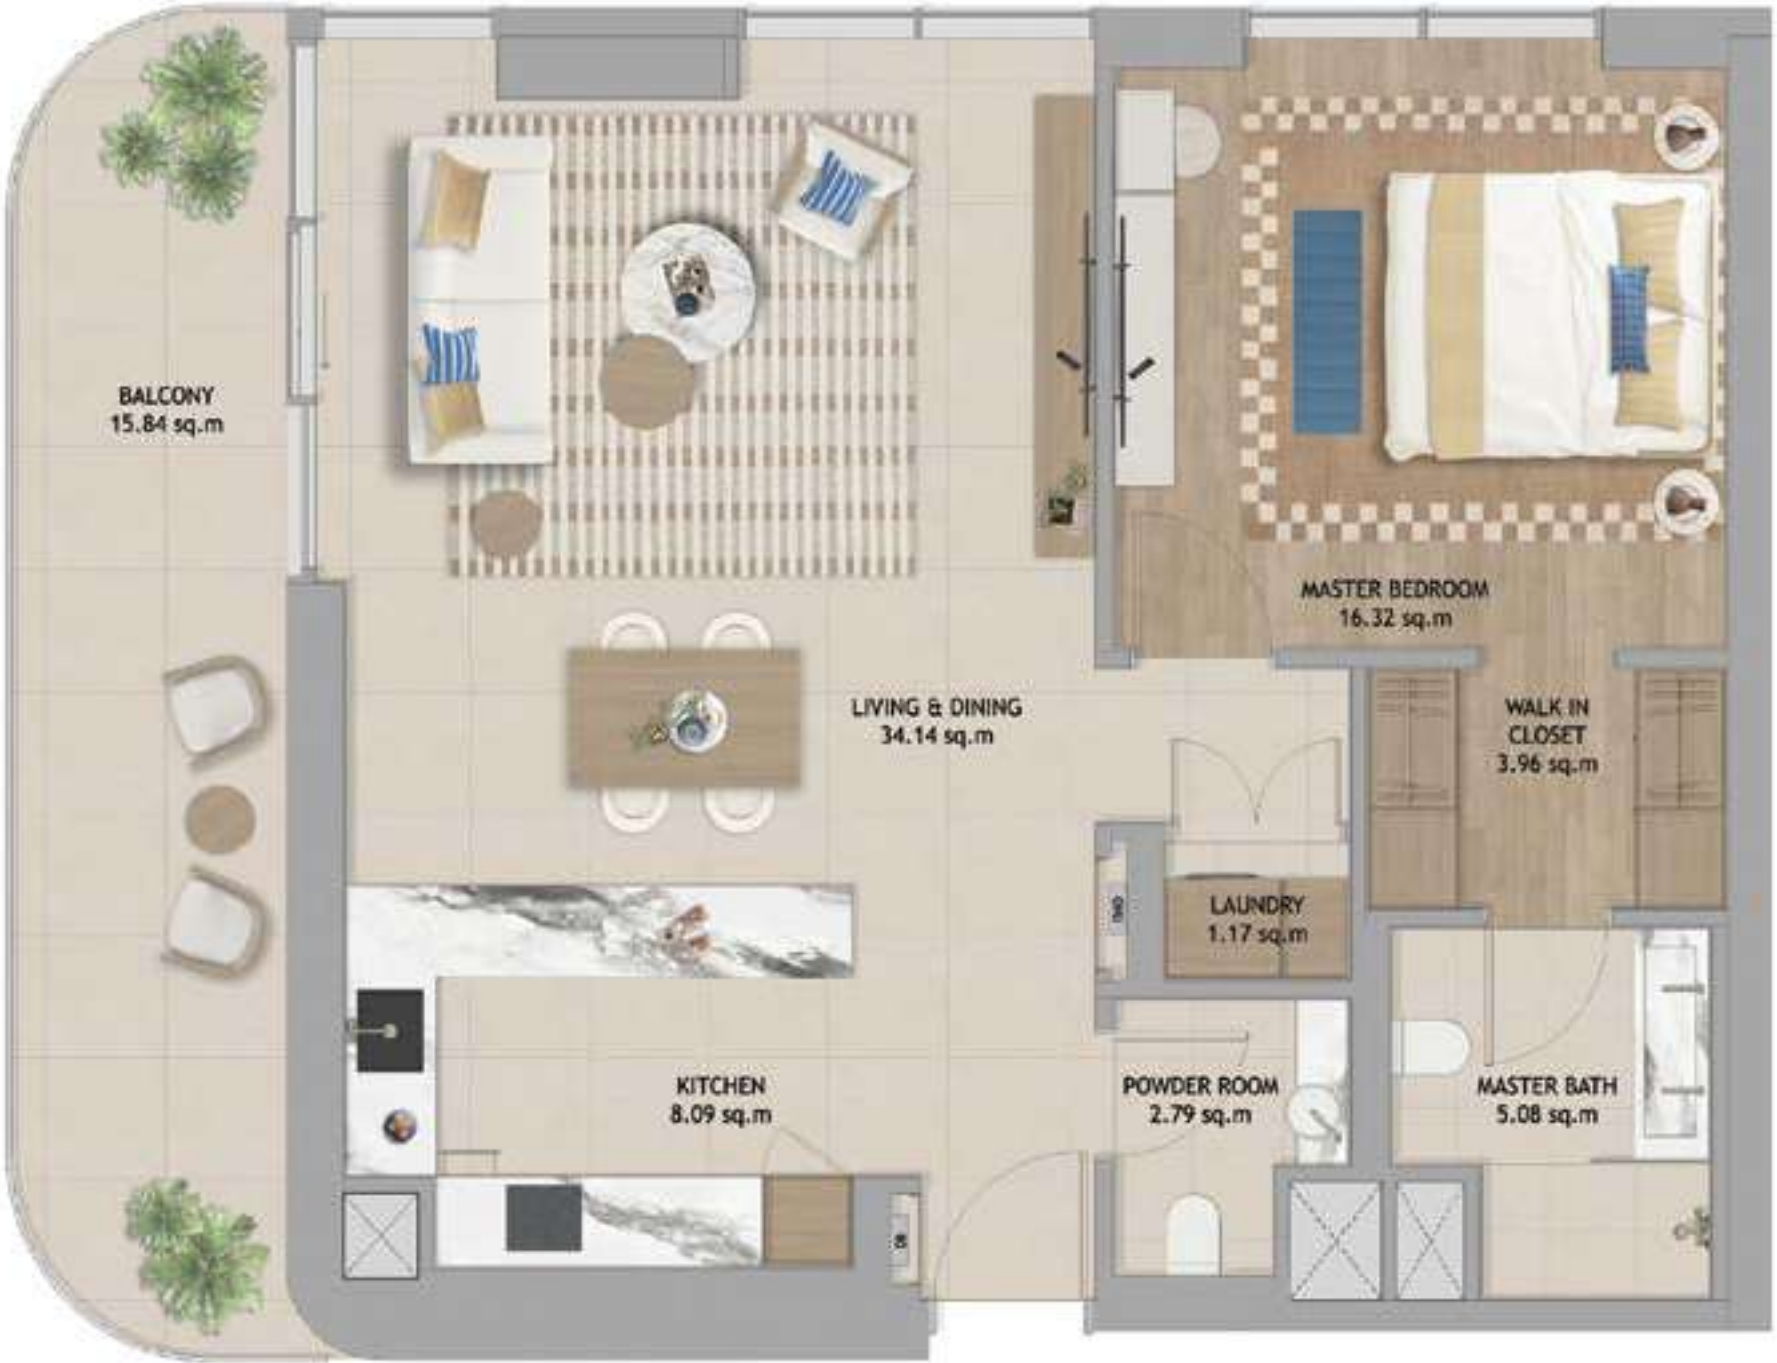 BALCONY
15.84 sq.m
MASTER BEDROOM
16.32 sq.m
LIVING & DINING
34.14 sq.m
WALK IN
CLOSET
3.96 sq.m
LAUNDRY
1.17 sq.m
KITCHEN
8.09 sq.m
POWDER ROOM
2.79 sq.m
MASTER BATH
5.08 sq.m